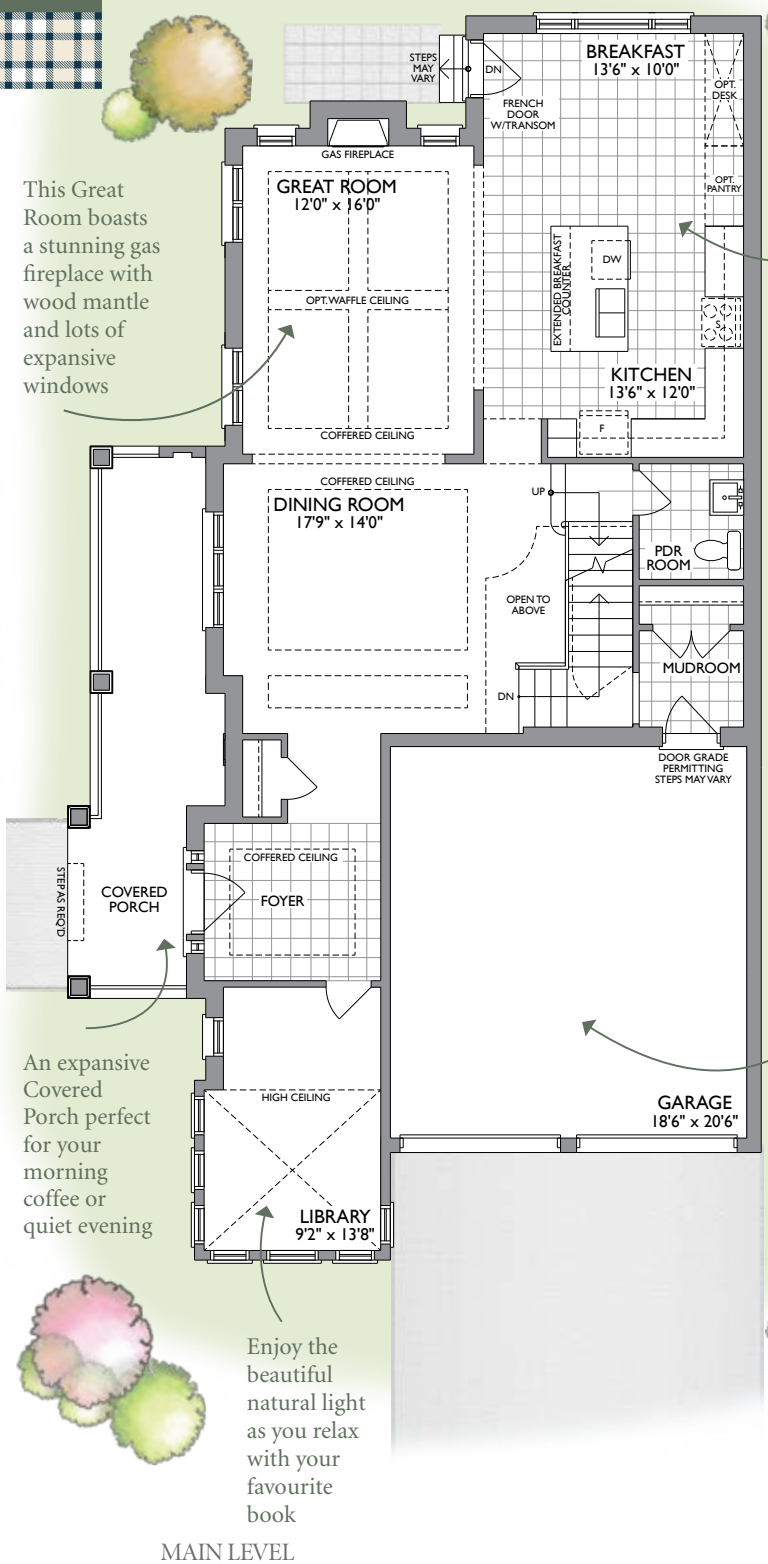 STEPS
MAY
VARY
DN
FRENCH
DOOR
W/TRANSOM
BREAKFAST
13'6" x 10'0"
OPT.
DESK
OPT.
PANTRY
This Great
Room boasts
a stunning gas
fireplace with
wood mantle
and lots of
expansive
windows
GAS FIREPLACE
GREAT ROOM
12'0" x 16'0"
OPT. WAFFLE CEILING
COFFERED CEILING
EXTENDED BREAKFAST
COUNTER
DW
S
KITCHEN
13'6" x 12'0"
F
COFFERED CEILING
DINING ROOM
17'9" x 14'0"
UP
OPEN TO
ABOVE
DN
PDR
ROOM
MUDROOM
DOOR GRADE
PERMITTING
STEPS MAY VARY
STEP AS REQ'D
COVERED
PORCH
COFFERED CEILING
FOYER
An expansive
Covered
Porch perfect
for your
morning
coffee or
quiet evening
HIGH CEILING
LIBRARY
9'2" x 13'8"
GARAGE
18'6" x 20'6"
Enjoy the
beautiful
natural light
as you relax
with your
favourite
book
MAIN LEVEL